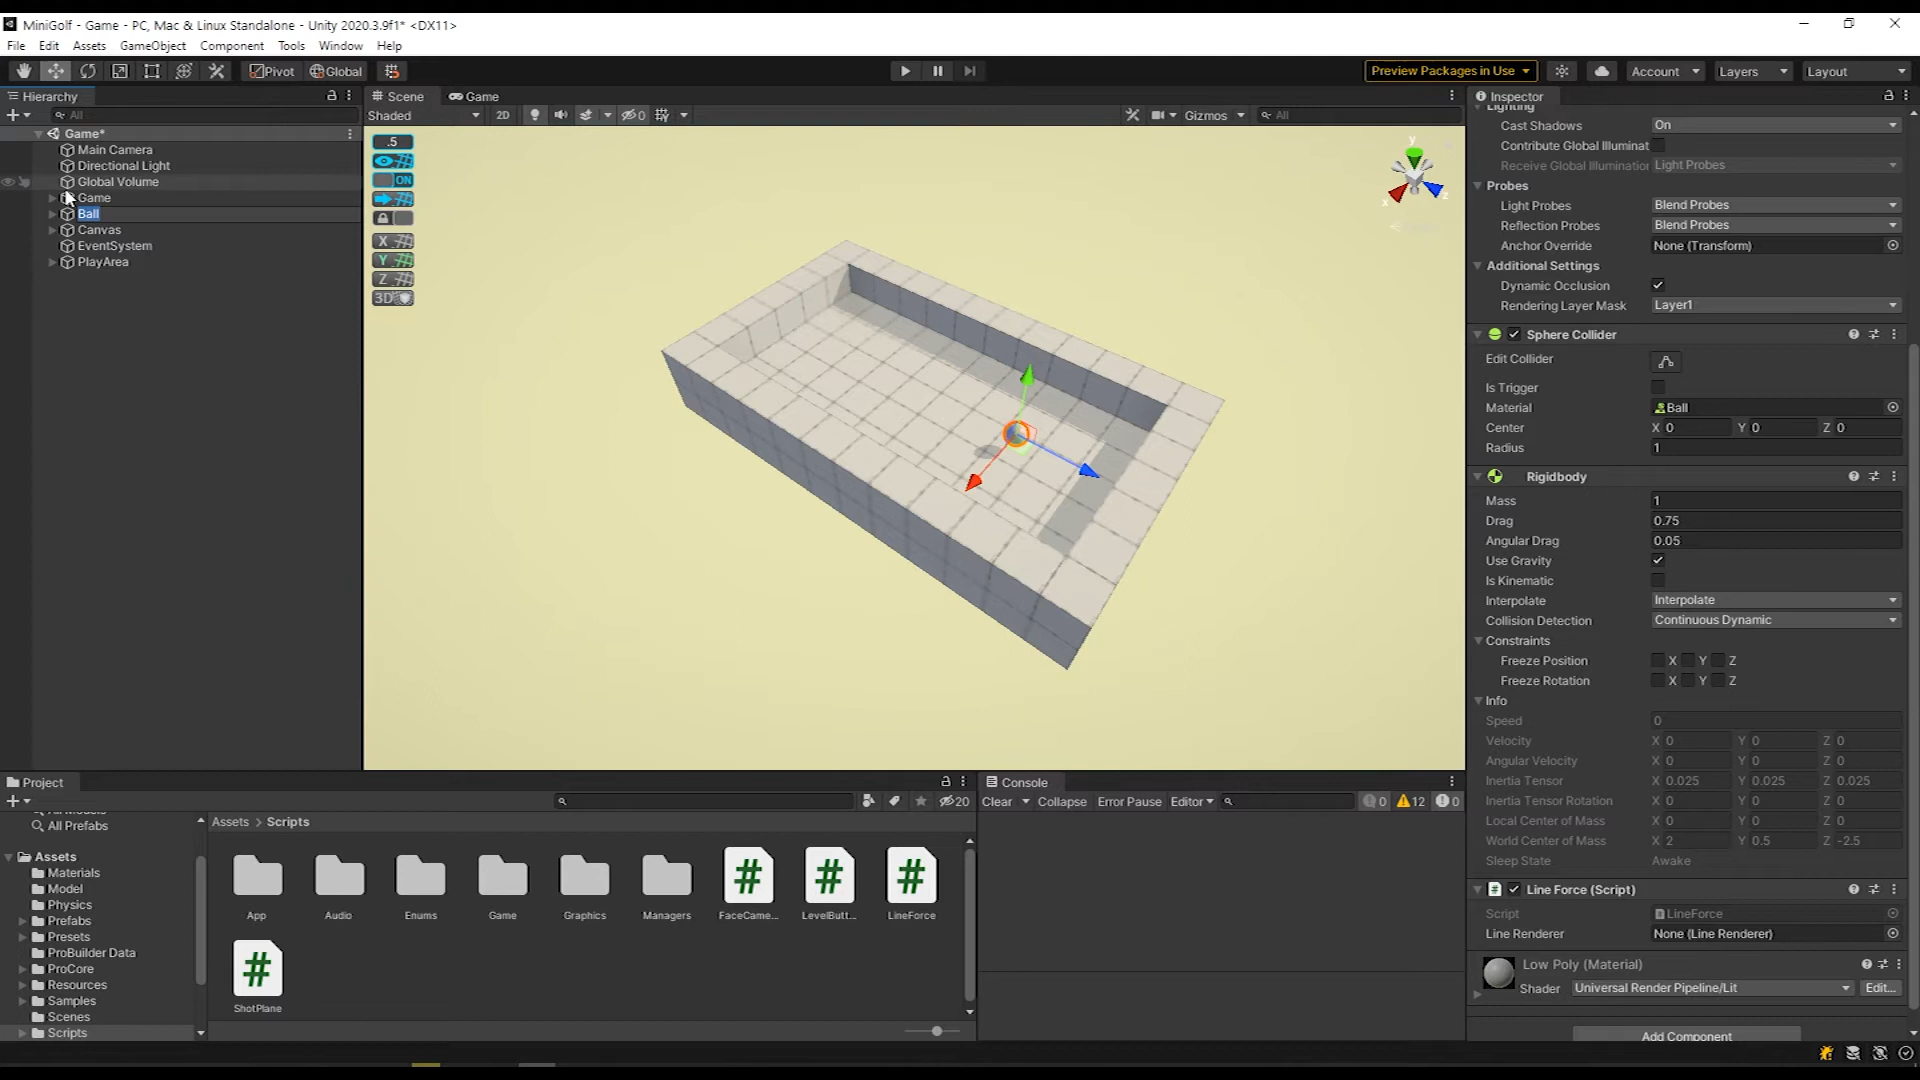 MiniGolf - Game - PC, Mac & Linux Standalone - Unity 2020.3.9f1* <DX11>
File Edit Assets GameObject Component Tools Window Help
Pivot Global Preview Packages in Use Account Layers Layout
Hierarchy
All
Game*
Main Camera
Directional Light
Global Volume
Game
Ball
Canvas
EventSystem
PlayArea
Scene Game
Shaded 2D 0 Gizmos All
.5
ON
X
Y
Z
3D
y
x
z
Inspector
Lighting
Cast Shadows On
Contribute Global Illuminat
Receive Global Illumination Light Probes
Probes
Light Probes Blend Probes
Reflection Probes Blend Probes
Anchor Override None (Transform)
Additional Settings
Dynamic Occlusion
Rendering Layer Mask Layer1
Sphere Collider
Edit Collider
Is Trigger
Material Ball
Center X 0 Y 0 Z 0
Radius 1
Rigidbody
Mass 1
Drag 0.75
Angular Drag 0.05
Use Gravity
Is Kinematic
Interpolate Interpolate
Collision Detection Continuous Dynamic
Constraints
Freeze Position X Y Z
Freeze Rotation X Y Z
Info
Speed 0
Velocity X 0 Y 0 Z 0
Angular Velocity X 0 Y 0 Z 0
Inertia Tensor X 0.025 Y 0.025 Z 0.025
Inertia Tensor Rotation X 0 Y 0 Z 0
Local Center of Mass X 0 Y 0 Z 0
World Center of Mass X 2 Y 0.5 Z -2.5
Sleep State Awake
Line Force (Script)
Script LineForce
Line Renderer None (Line Renderer)
Low Poly (Material)
Shader Universal Render Pipeline/Lit Edit...
Add Component
Project
20
All Prefabs
Assets
Materials
Model
Physics
Prefabs
Presets
ProBuilder Data
ProCore
Resources
Samples
Scenes
Scripts
Assets > Scripts
App Audio Enums Game Graphics Managers FaceCame... LevelButt... LineForce
ShotPlane
Console
Clear Collapse Error Pause Editor 0 12 0